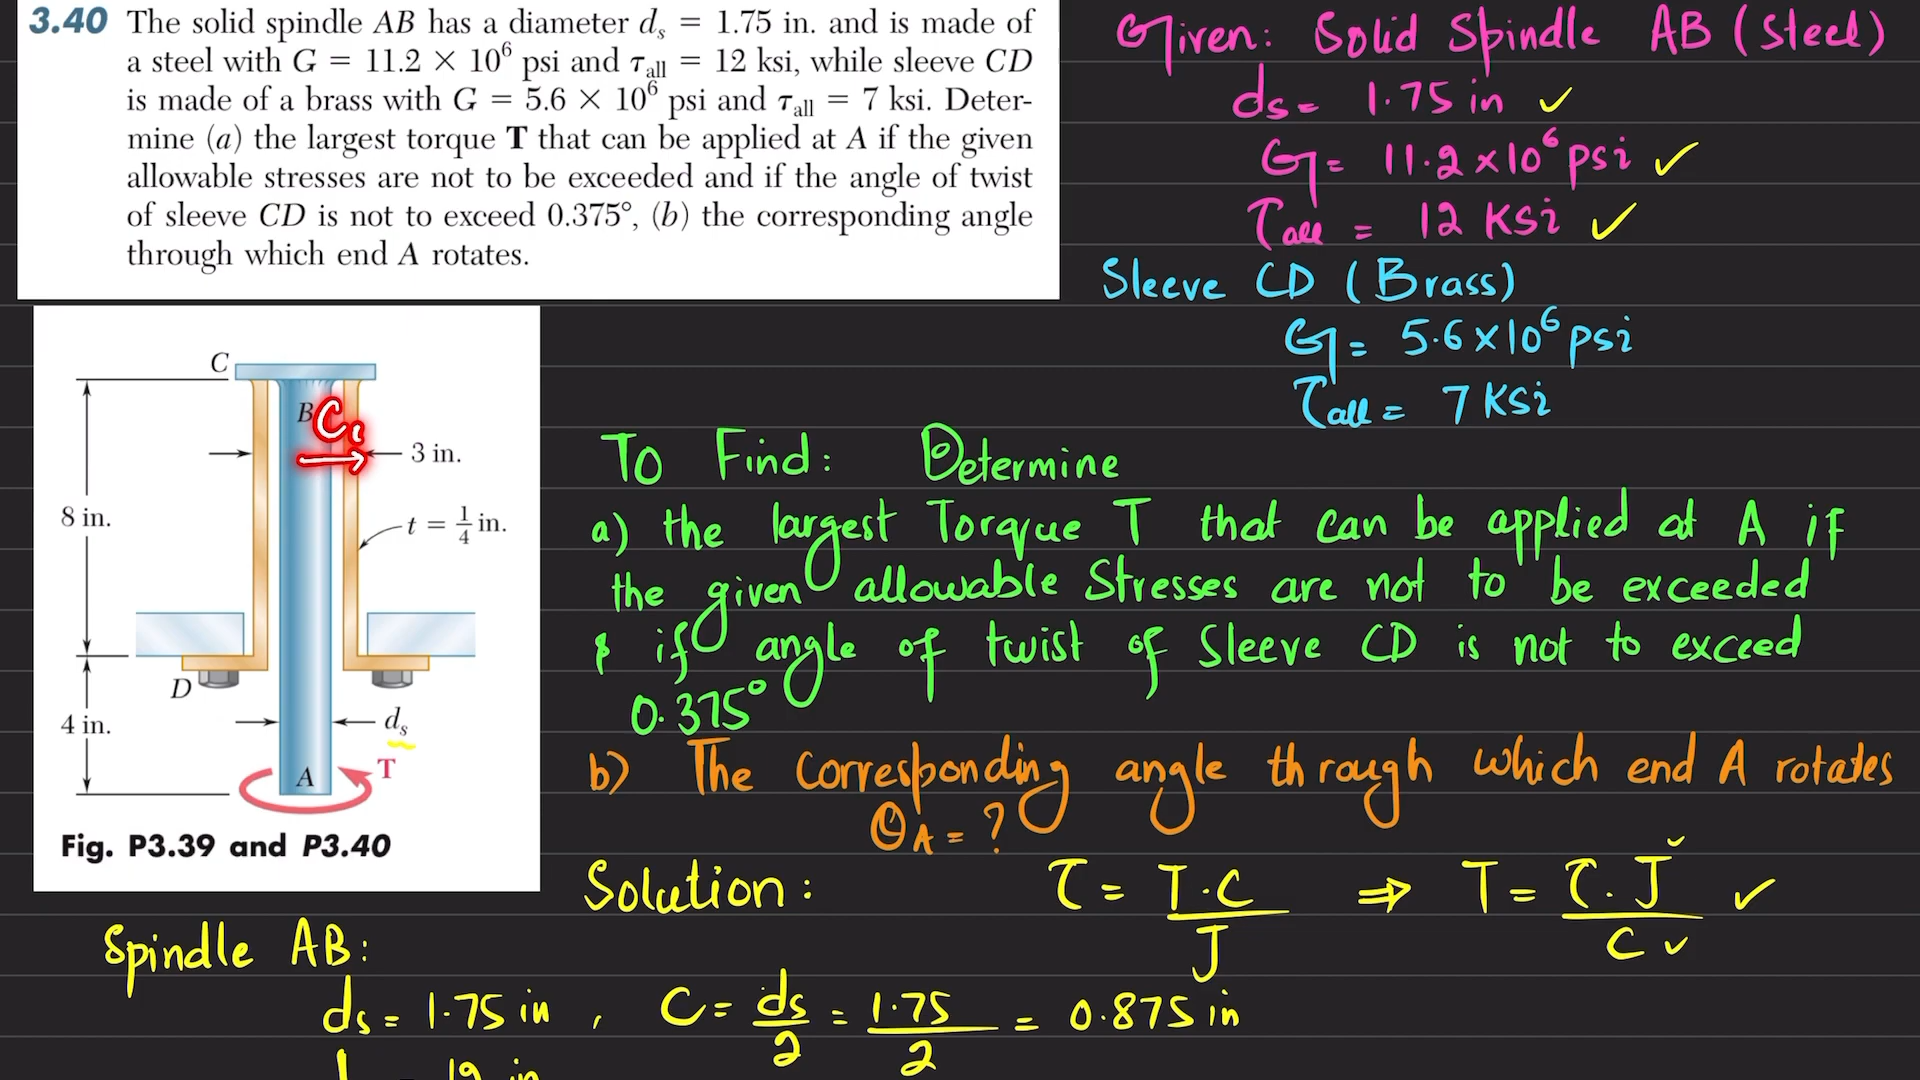 3.40 The solid spindle AB has a diameter dₛ = 1.75 in. and is made of
a steel with G = 11.2 × 10⁶ psi and τall = 12 ksi, while sleeve CD
is made of a brass with G = 5.6 × 10⁶ psi and τall = 7 ksi. Deter-
mine (a) the largest torque T that can be applied at A if the given
allowable stresses are not to be exceeded and if the angle of twist
of sleeve CD is not to exceed 0.375°, (b) the corresponding angle
through which end A rotates.
Given: Solid Spindle AB (Steel)
ds = 1.75 in ✓
G = 11.2 × 10⁶ psi ✓
τall = 12 KSi ✓
Sleeve CD (Brass)
G = 5.6 × 10⁶ psi
τall = 7 KSi
C
B
C₁
3 in.
8 in.
t = 1/4 in.
D
4 in.
dₛ
A
T
Fig. P3.39 and P3.40
To Find: Determine
a) the largest Torque T that can be applied at A if
the given allowable Stresses are not to be exceeded
& if angle of twist of Sleeve CD is not to exceed
0.375°
b) The Corresponding angle through which end A rotates
θA = ?
Solution: τ = T·C/J ⇒ T = τ·J/C ✓
Spindle AB:
ds = 1.75 in, C = ds/2 = 1.75/2 = 0.875 in